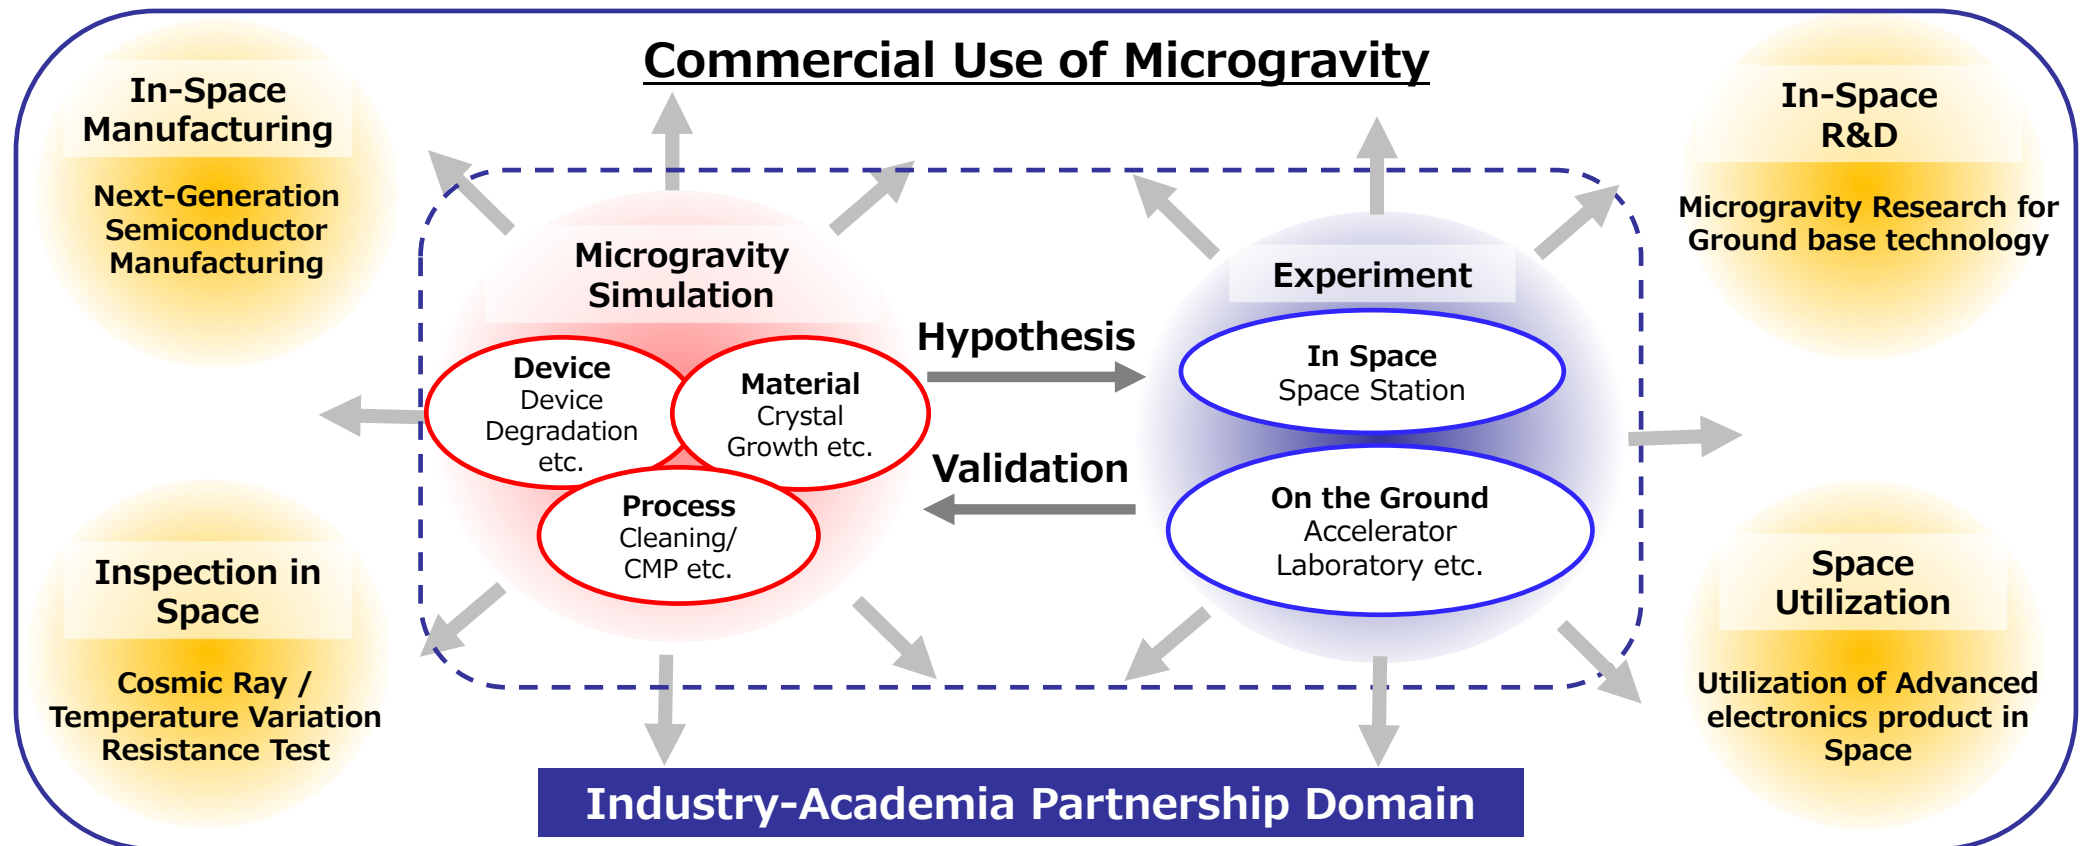 Commercial Use of Microgravity
In-Space
Manufacturing
Next-Generation
Semiconductor
Manufacturing
In-Space
R&D
Microgravity Research for
Ground base technology
Microgravity
Simulation
Device
Device
Degradation
etc.
Material
Crystal
Growth etc.
Process
Cleaning/
CMP etc.
Hypothesis
Validation
Experiment
In Space
Space Station
On the Ground
Accelerator
Laboratory etc.
Inspection in
Space
Cosmic Ray /
Temperature Variation
Resistance Test
Space
Utilization
Utilization of Advanced
electronics product in
Space
Industry-Academia Partnership Domain